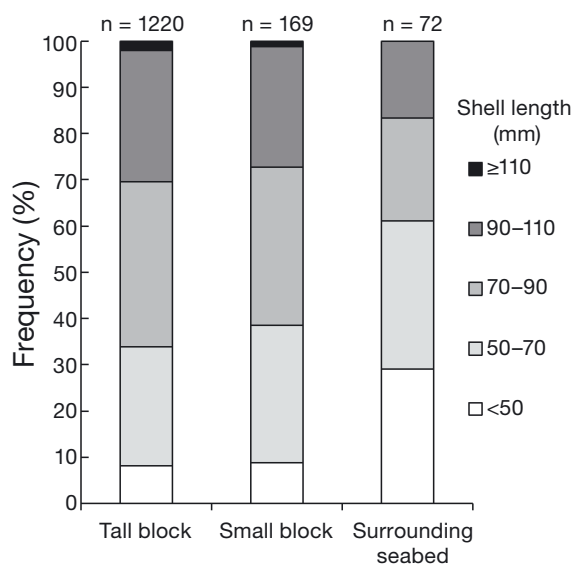 n = 1220 n = 169 n = 72
100
90
80
70
60
50
40
30
20
10
0
Frequency (%)
Tall block Small block Surrounding
seabed
Shell length
(mm)
≥110
90–110
70–90
50–70
<50